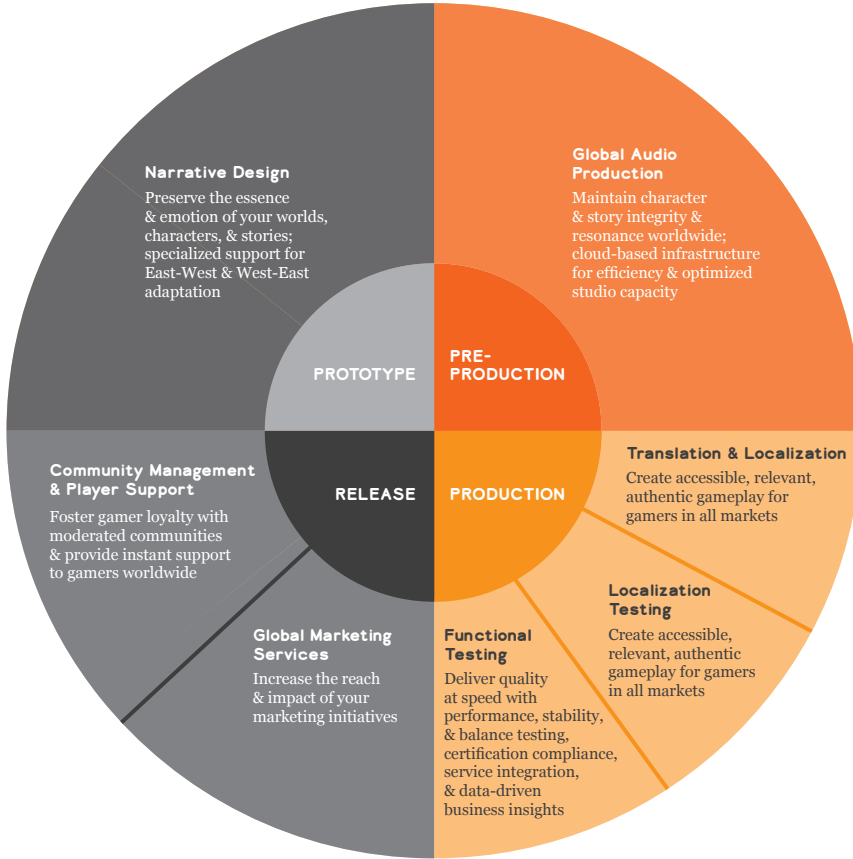 Narrative Design
Preserve the essence
& emotion of your worlds,
characters, & stories;
specialized support for
East-West & West-East
adaptation
Global Audio
Production
Maintain character
& story integrity &
resonance worldwide;
cloud-based infrastructure
for efficiency & optimized
studio capacity
PROTOTYPE
PRE-
PRODUCTION
RELEASE
PRODUCTION
Translation & Localization
Create accessible, relevant,
authentic gameplay for
gamers in all markets
Localization
Testing
Create accessible,
relevant, authentic
gameplay for gamers
in all markets
Functional
Testing
Deliver quality
at speed with
performance, stability,
& balance testing,
certification compliance,
service integration,
& data-driven
business insights
Global Marketing
Services
Increase the reach
& impact of your
marketing initiatives
Community Management
& Player Support
Foster gamer loyalty with
moderated communities
& provide instant support
to gamers worldwide